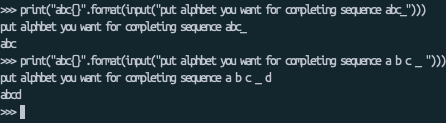 >>> print("abc{}".format(input("put alphbet you want for completing sequence abc_")))
put alphbet you want for completing sequence abc_
abc
>>> print("abc{}".format(input("put alphbet you want for completing sequence a b c _ ")))
put alphbet you want for completing sequence a b c _ d
abcd
>>>